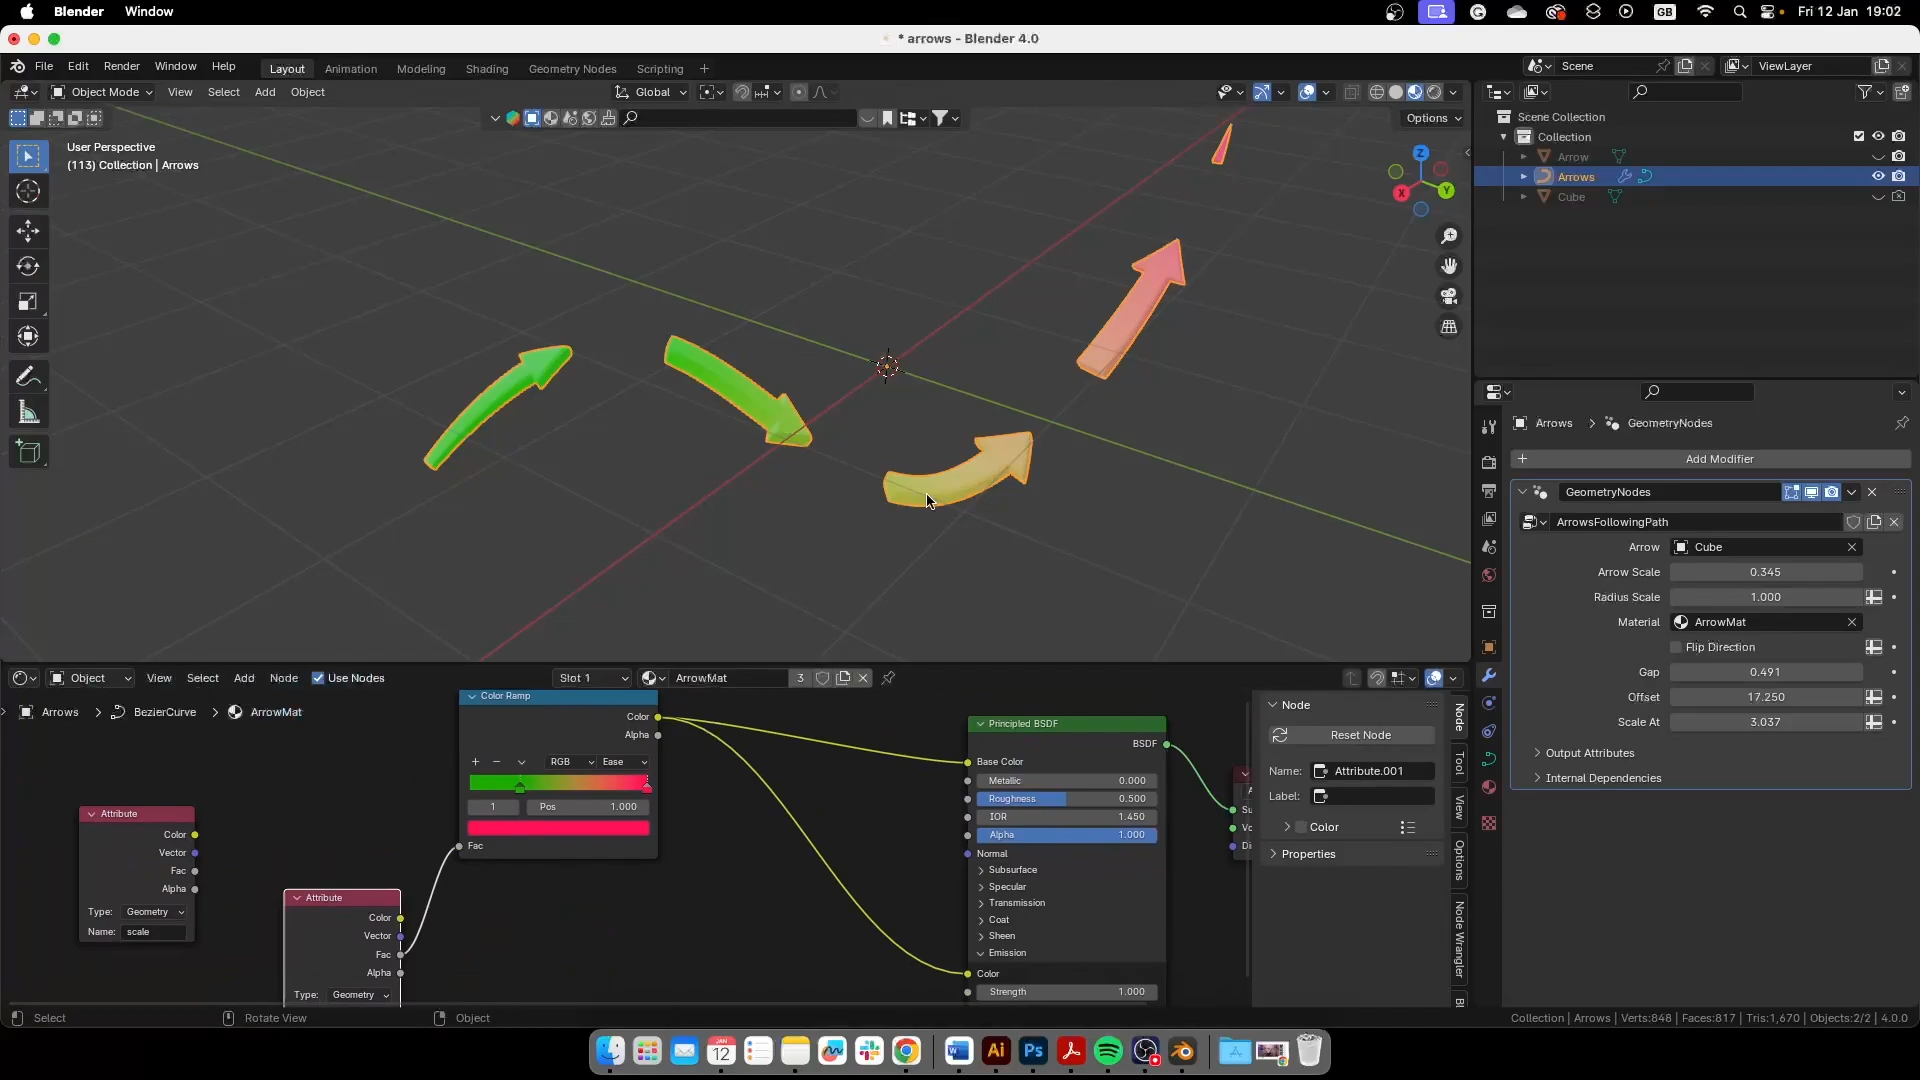 Blender Window GB Fri 12 Jan 19:02
* arrows - Blender 4.0
File Edit Render Window Help Layout Animation Modeling Shading Geometry Nodes Scripting + Scene ViewLayer
Object Mode View Select Add Object Global
Options
User Perspective
(113) Collection | Arrows
Z
Y
X
Scene Collection
Collection
Arrow
Arrows
Cube
Arrows > GeometryNodes
+ Add Modifier
GeometryNodes
ArrowsFollowingPath
Arrow Cube
Arrow Scale 0.345
Radius Scale 1.000
Material ArrowMat
Flip Direction
Gap 0.491
Offset 17.250
Scale At 3.037
Output Attributes
Internal Dependencies
Object View Select Add Node Use Nodes Slot 1 ArrowMat 3
Arrows > BezierCurve > ArrowMat
Color Ramp
Color
Alpha
RGB Ease
1 Pos 1.000
Fac
Attribute
Color
Vector
Fac
Alpha
Type: Geometry
Name: scale
Attribute
Color
Vector
Fac
Alpha
Type: Geometry
Principled BSDF
BSDF
Base Color
Metallic 0.000
Roughness 0.500
IOR 1.450
Alpha 1.000
Normal
Subsurface
Specular
Transmission
Coat
Sheen
Emission
Color
Strength 1.000
Node
Reset Node
Name: Attribute.001
Label:
Color
Properties
Node
Tool
View
Options
Node Wrangler
Select Rotate View Object Collection | Arrows | Verts:848 | Faces:817 | Tris:1,670 | Objects:2/2 | 4.0.0
JAN
12
W
Ai
Ps